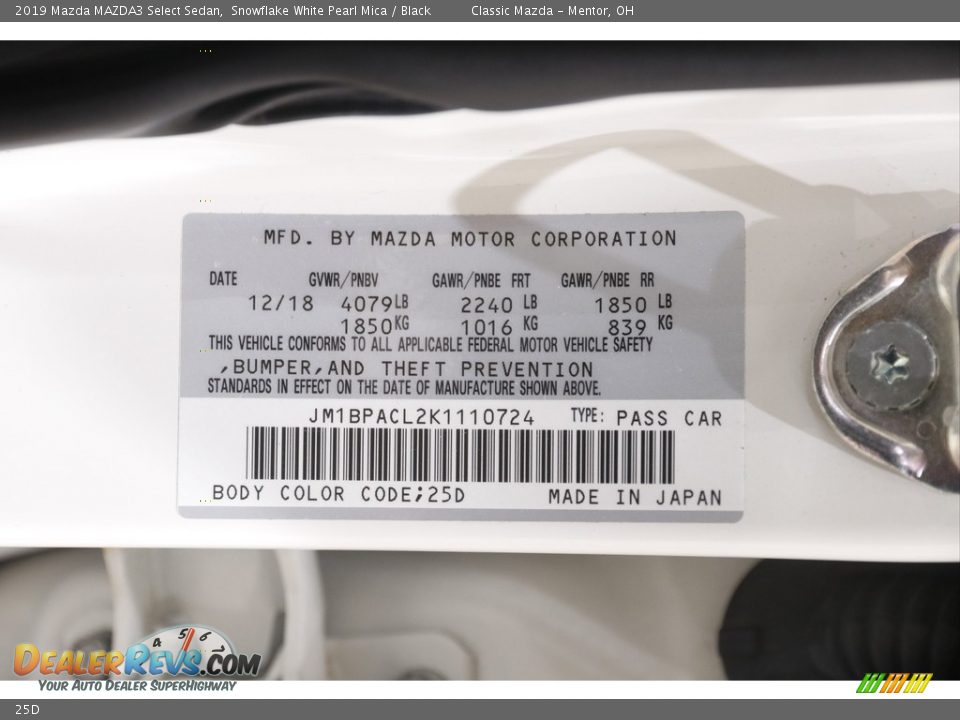 2019 Mazda MAZDA3 Select Sedan, Snowflake White Pearl Mica / Black Classic Mazda - Mentor, OH
MFD. BY MAZDA MOTOR CORPORATION
DATE GVWR/PNBV GAWR/PNBE FRT GAWR/PNBE RR
12/18 4079LB 2240 LB 1850 LB
1850KG 1016 KG 839 KG
THIS VEHICLE CONFORMS TO ALL APPLICABLE FEDERAL MOTOR VEHICLE SAFETY
,BUMPER,AND THEFT PREVENTION
STANDARDS IN EFFECT ON THE DATE OF MANUFACTURE SHOWN ABOVE.
JM1BPACL2K1110724 TYPE: PASS CAR
BODY COLOR CODE;25D MADE IN JAPAN
4 5 6 7
DEALERREVS.COM
YOUR AUTO DEALER SUPERHIGHWAY
25D